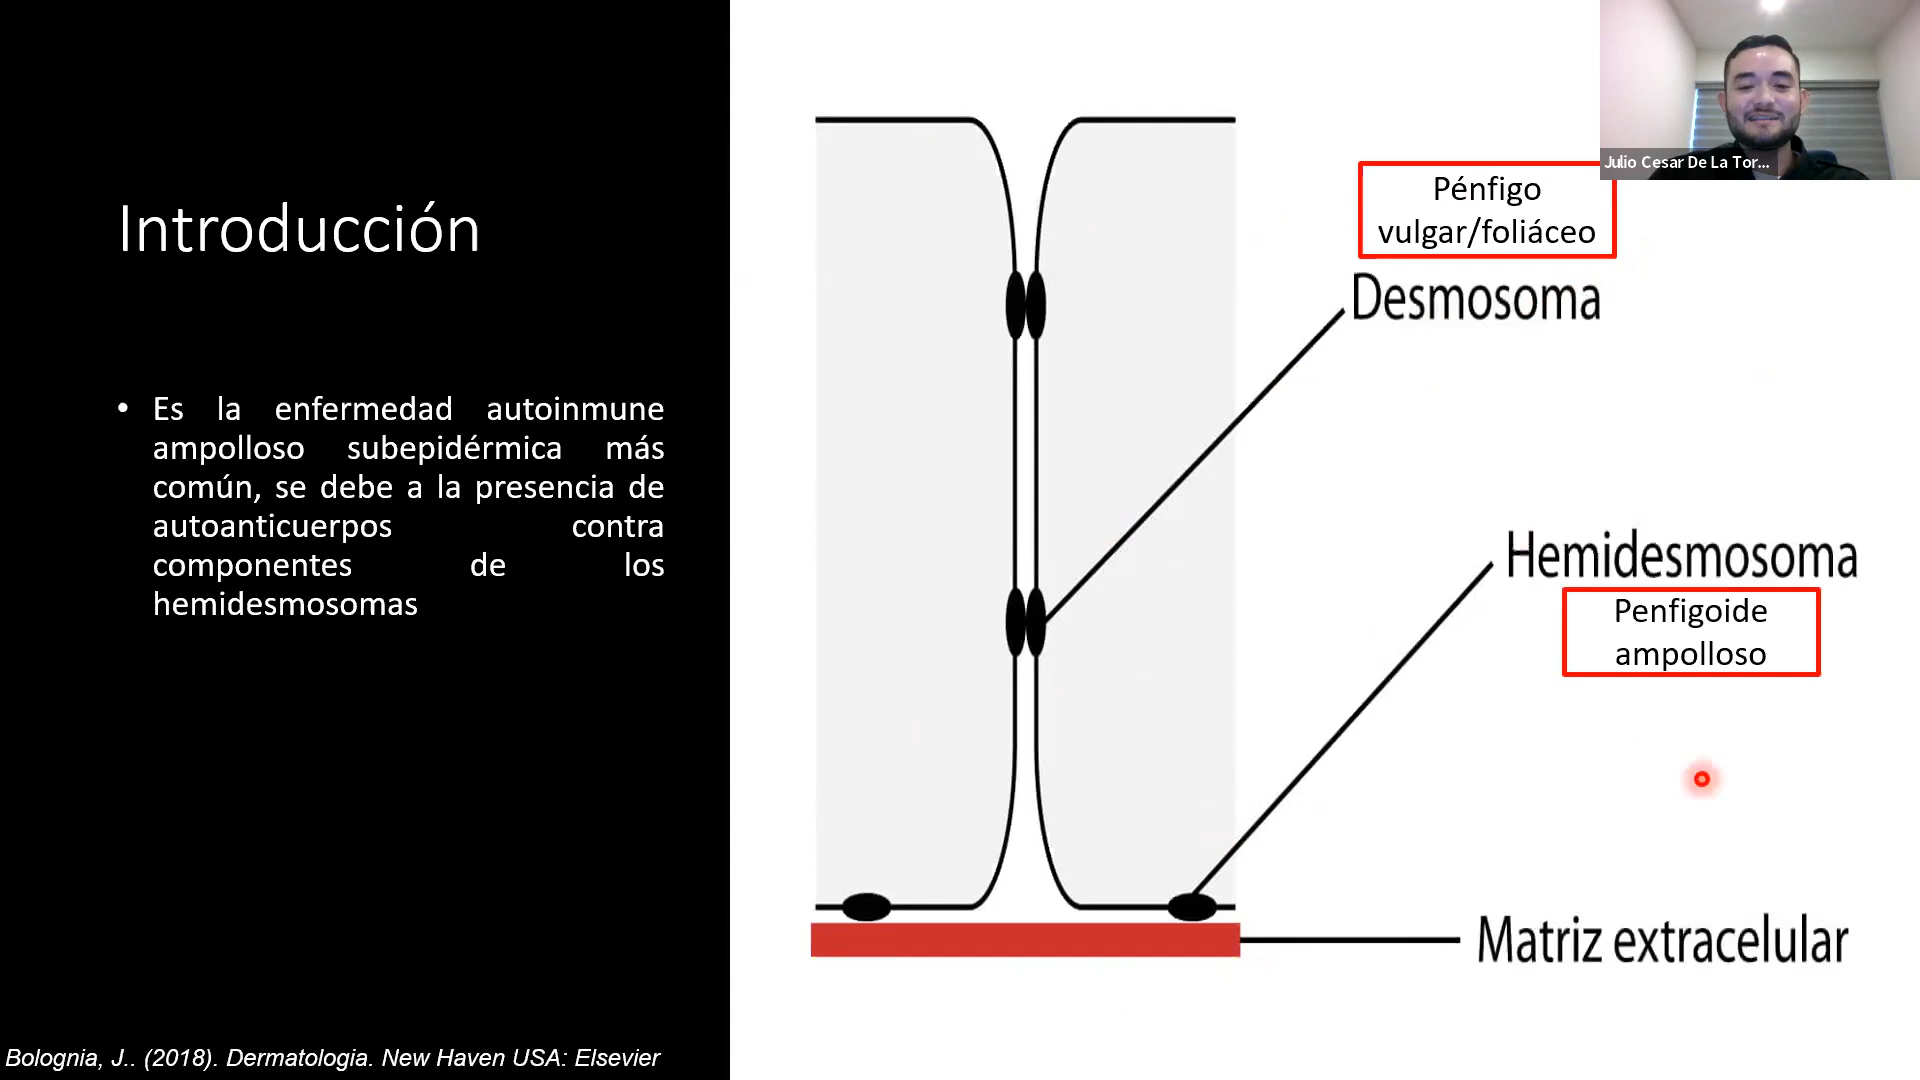 Introducción
• Es la enfermedad autoinmune
ampolloso subepidérmica más
común, se debe a la presencia de
autoanticuerpos contra
componentes de los
hemidesmosomas
Bolognia, J.. (2018). Dermatologia. New Haven USA: Elsevier
Julio Cesar De La Tor...
Pénfigo
vulgar/foliáceo
Desmosoma
Hemidesmosoma
Penfigoide
ampolloso
Matriz extracelular